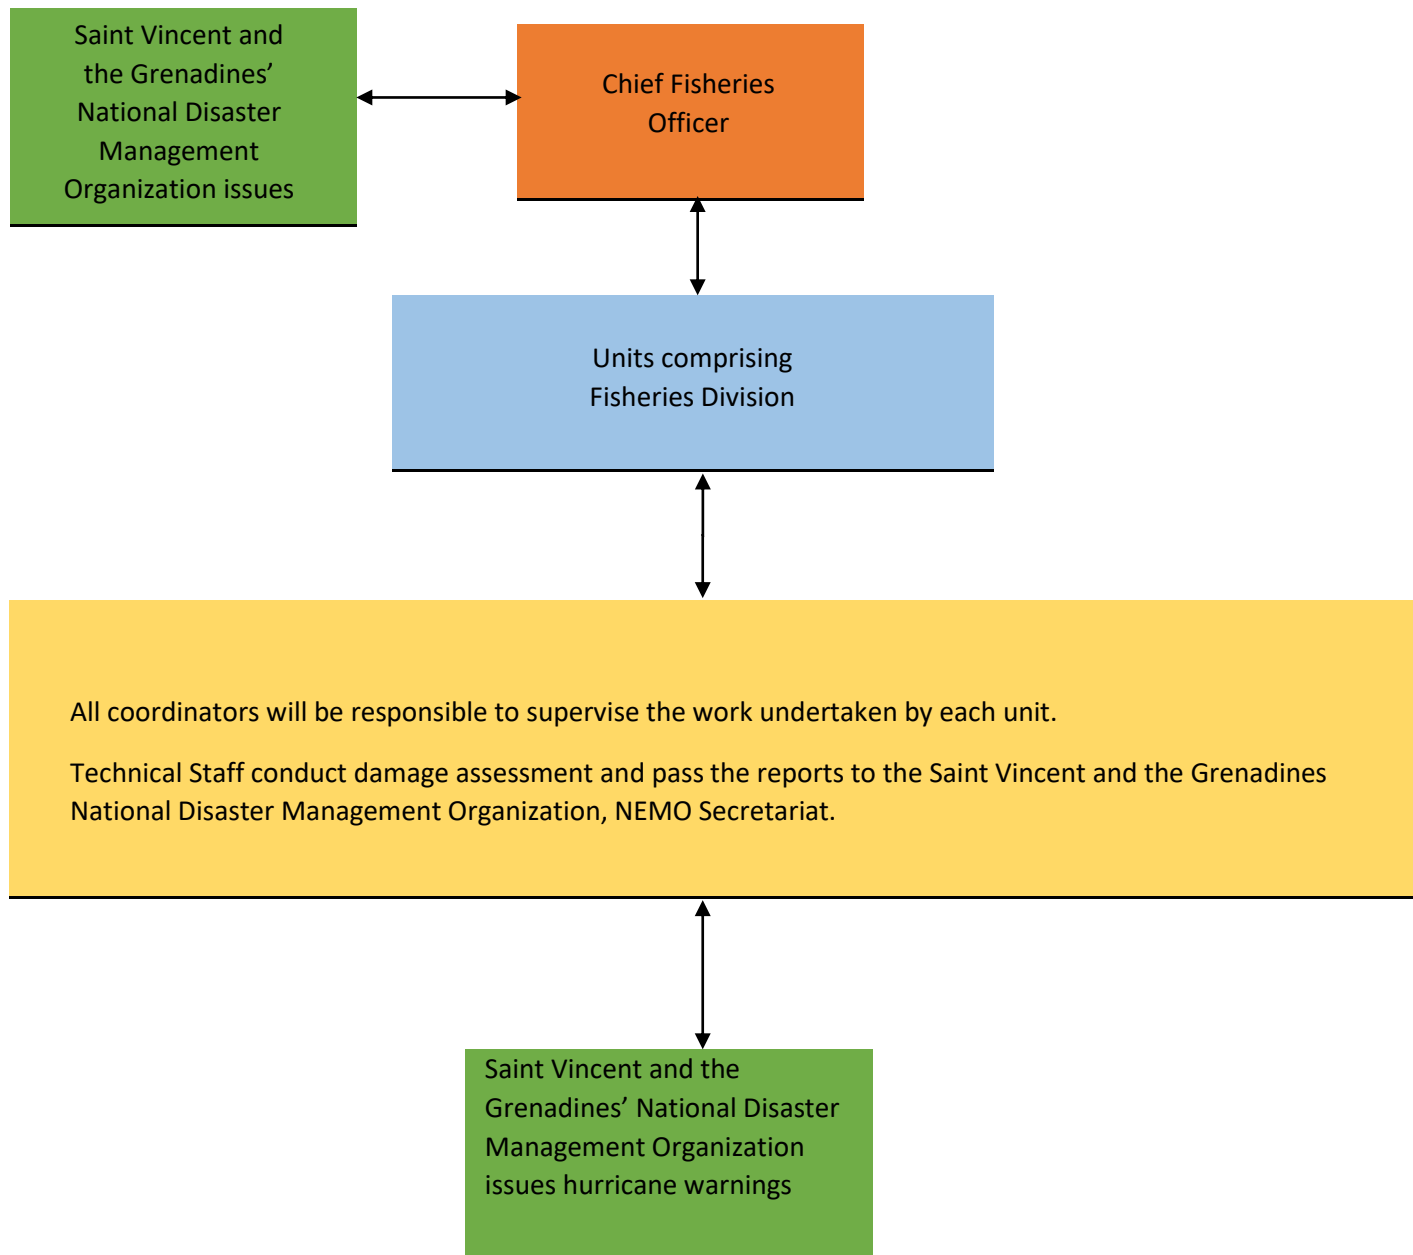 Saint Vincent and
the Grenadines’
National Disaster
Management
Organization issues
Chief Fisheries
Officer
Units comprising
Fisheries Division
All coordinators will be responsible to supervise the work undertaken by each unit.
Technical Staff conduct damage assessment and pass the reports to the Saint Vincent and the Grenadines
National Disaster Management Organization, NEMO Secretariat.
Saint Vincent and the
Grenadines’ National Disaster
Management Organization
issues hurricane warnings